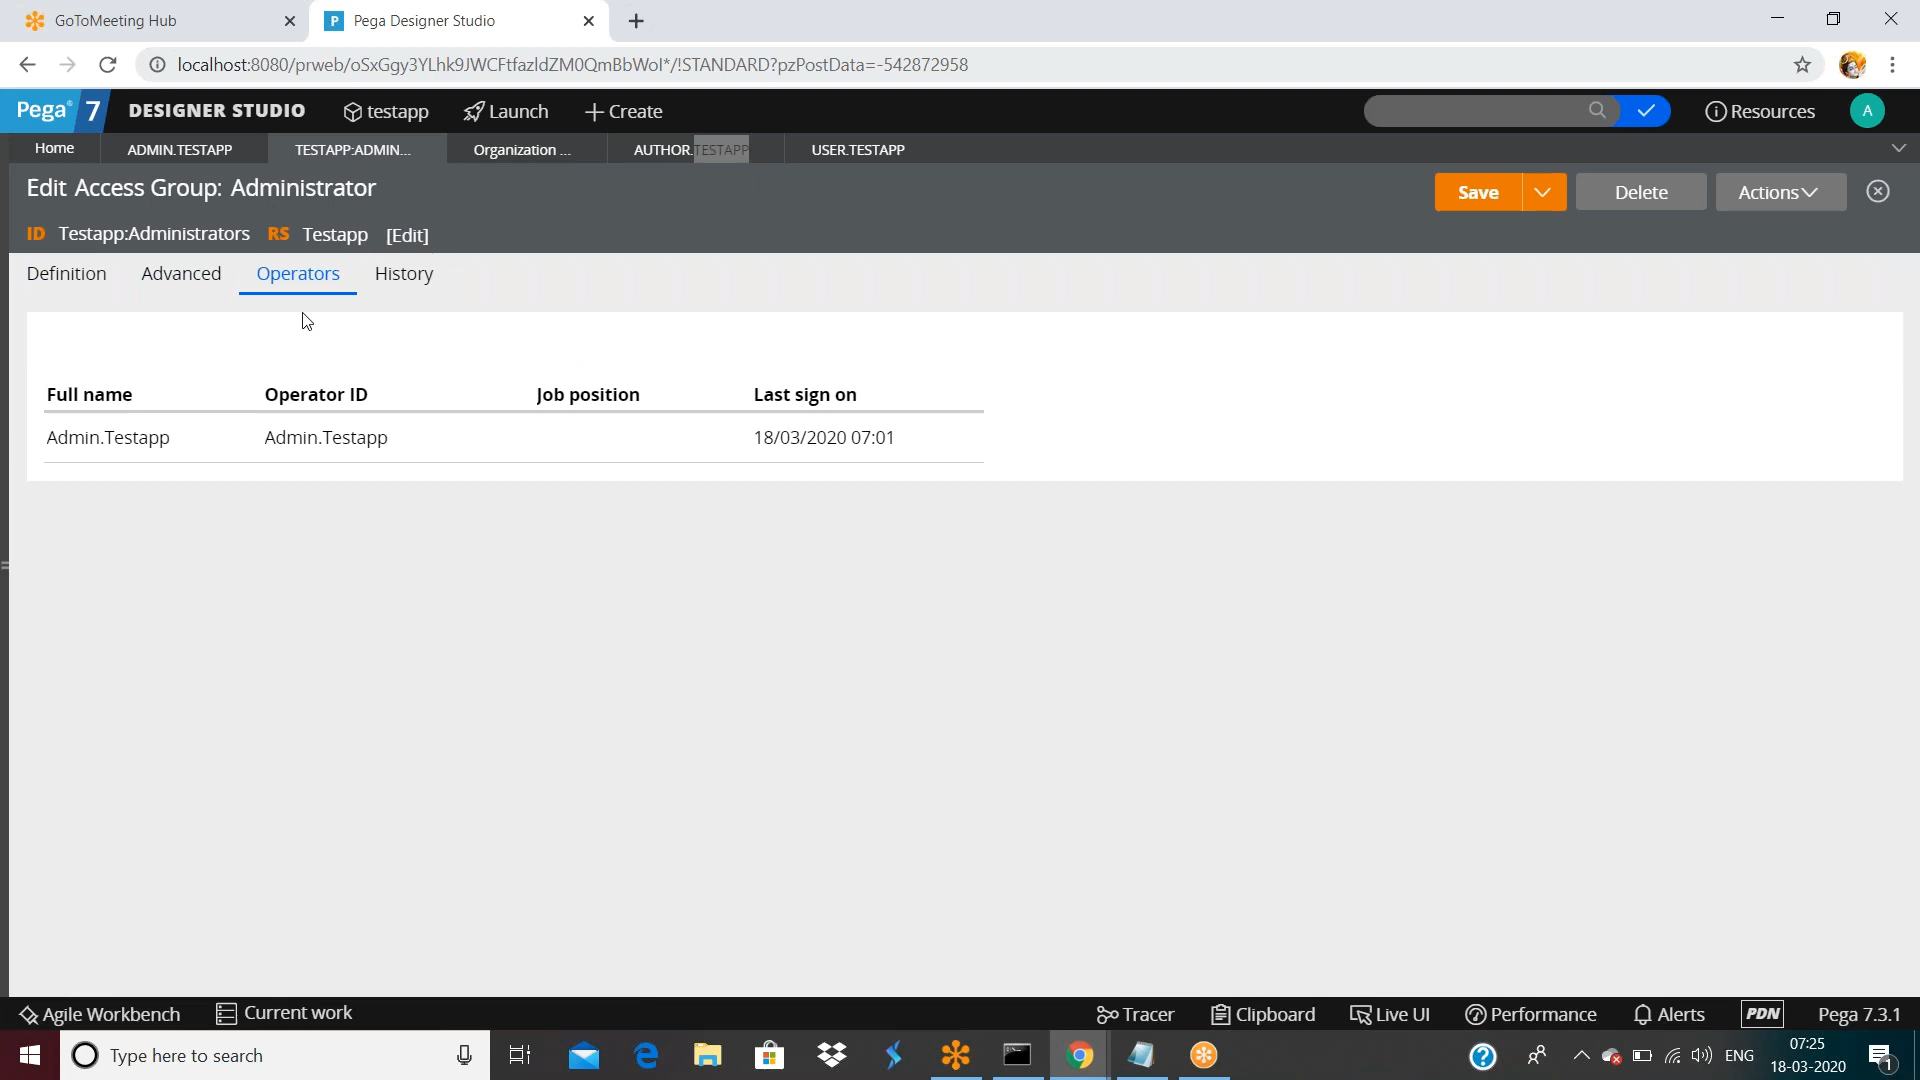 GoToMeeting Hub
Pega Designer Studio
localhost:8080/prweb/oSxGgy3YLhk9JWCFtfazldZM0QmBbWoI*/!STANDARD?pzPostData=-542872958
Pega 7 DESIGNER STUDIO testapp Launch Create Resources A
Home ADMIN.TESTAPP TESTAPP:ADMIN... Organization ... AUTHOR.TESTAPP USER.TESTAPP
Edit Access Group: Administrator
Save Delete Actions
ID Testapp:Administrators RS Testapp [Edit]
Definition Advanced Operators History
Full name Operator ID Job position Last sign on
Admin.Testapp Admin.Testapp 18/03/2020 07:01
Agile Workbench Current work Tracer Clipboard Live UI Performance Alerts PDN Pega 7.3.1
Type here to search
ENG
07:25
18-03-2020
1